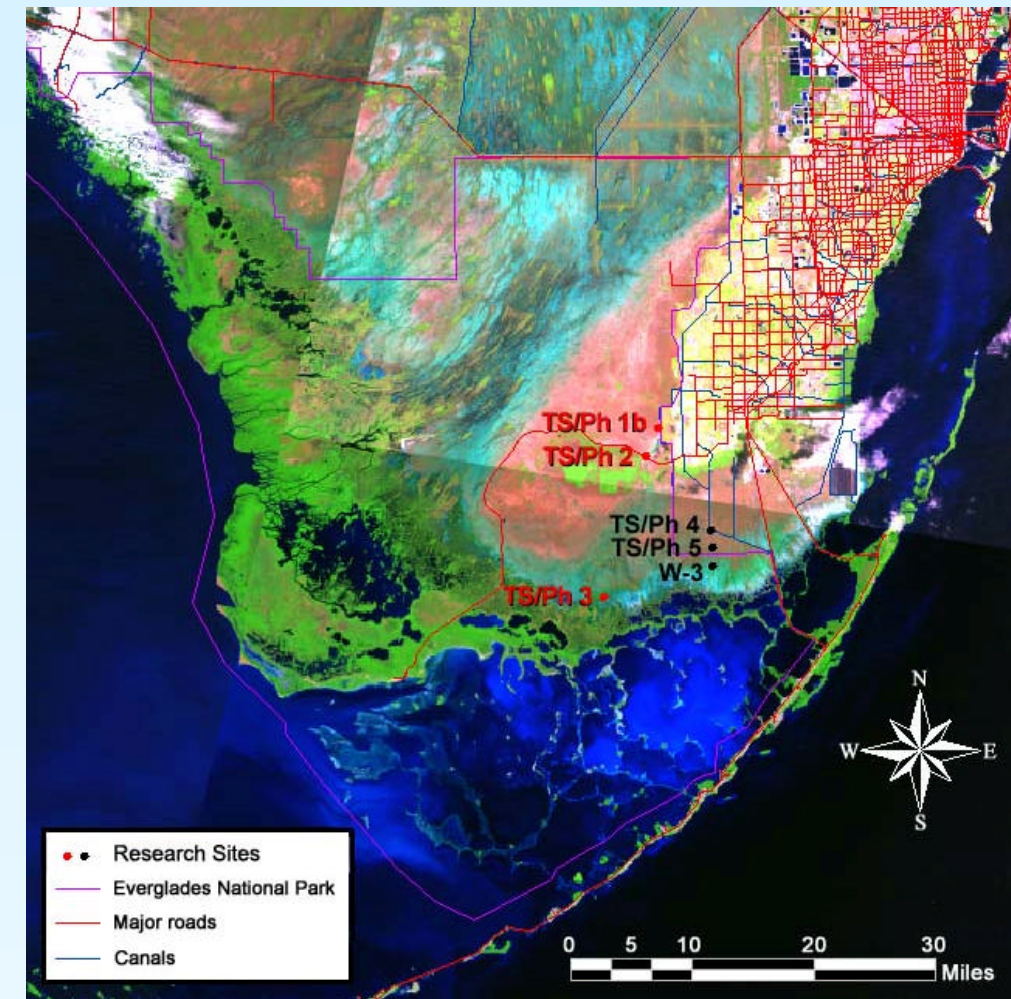 TS/Ph 1b
TS/Ph 2
TS/Ph 4
TS/Ph 5
W-3
TS/Ph 3
N
W E
S
Research Sites
Everglades National Park
Major roads
Canals
0 5 10 20 30
Miles